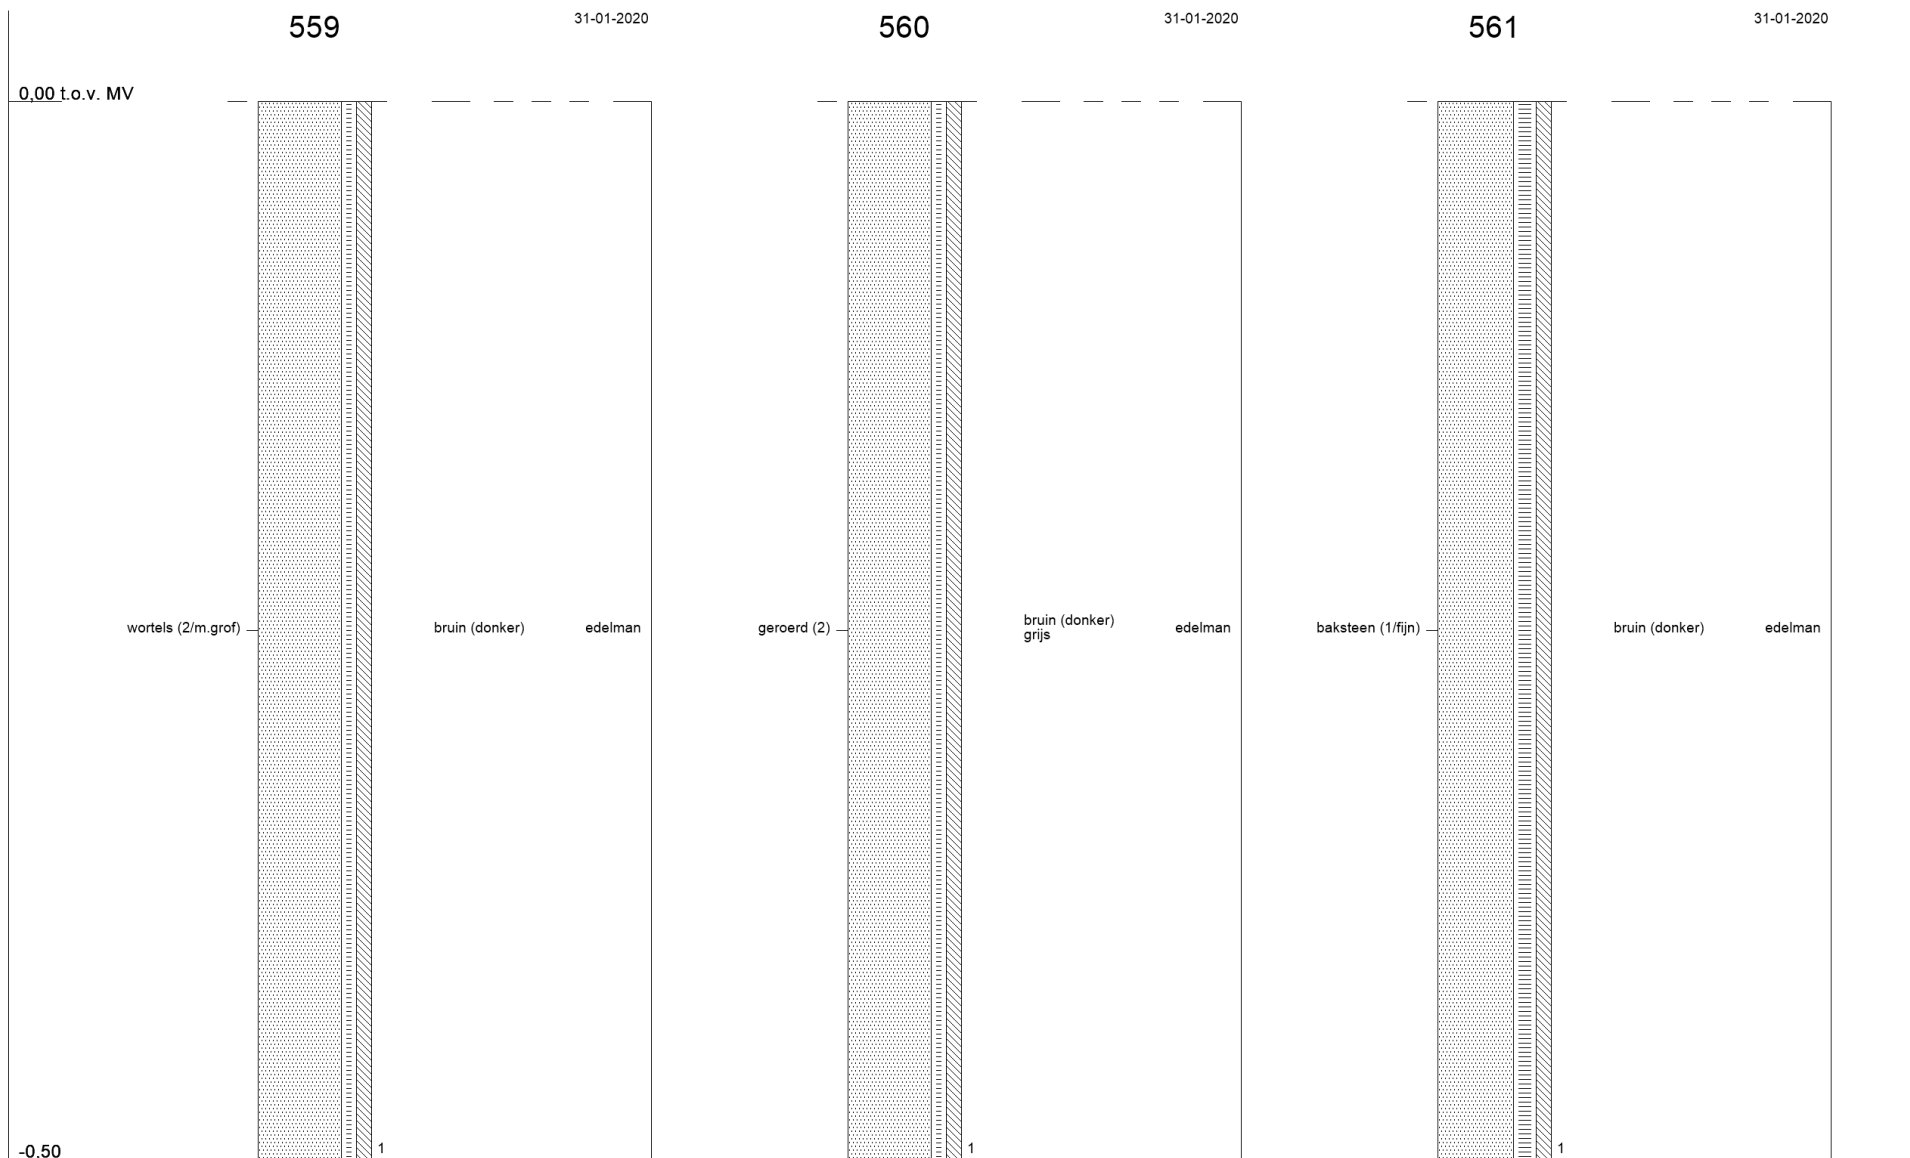 559
31-01-2020
560
31-01-2020
561
31-01-2020
0,00 t.o.v. MV
wortels (2/m.grof)
bruin (donker)
edelman
geroerd (2)
bruin (donker)
grijs
edelman
baksteen (1/fijn)
bruin (donker)
edelman
-0,50
1
1
1